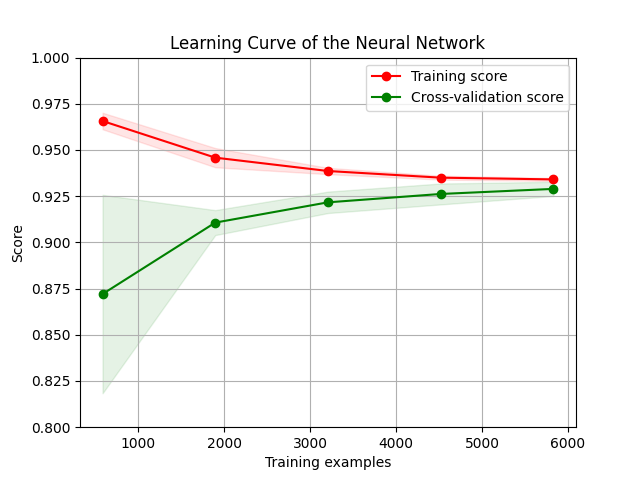 Learning Curve of the Neural Network
Training score
Cross-validation score
1.000
0.975
0.950
0.925
0.900
0.875
0.850
0.825
0.800
Score
1000 2000 3000 4000 5000 6000
Training examples